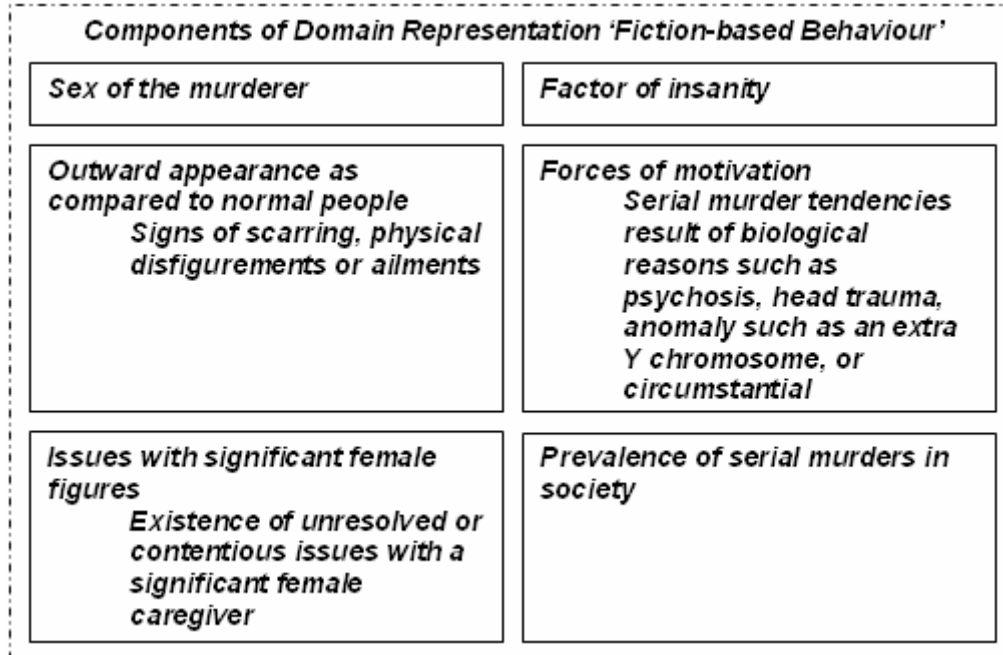 Components of Domain Representation ‘Fiction-based Behaviour’
Sex of the murderer
Factor of insanity
Outward appearance as
compared to normal people
Signs of scarring, physical
disfigurements or ailments
Forces of motivation
Serial murder tendencies
result of biological
reasons such as
psychosis, head trauma,
anomaly such as an extra
Y chromosome, or
circumstantial
Issues with significant female
figures
Existence of unresolved or
contentious issues with a
significant female
caregiver
Prevalence of serial murders in
society